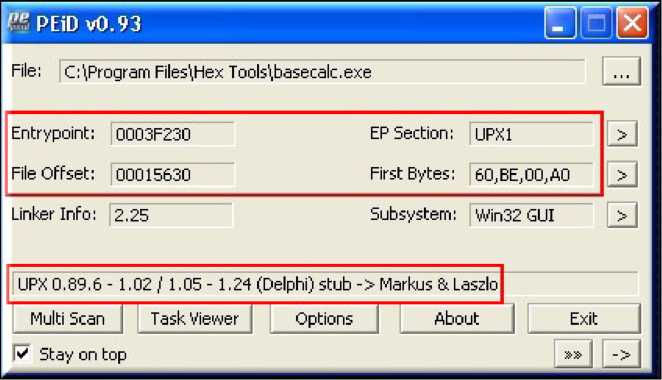 PEiD v0.93
File: C:\Program Files\Hex Tools\basecalc.exe ...
Entrypoint: 0003F230 EP Section: UPX1 >
File Offset: 00015630 First Bytes: 60,BE,00,A0 >
Linker Info: 2.25 Subsystem: Win32 GUI >
UPX 0.89.6 - 1.02 / 1.05 - 1.24 (Delphi) stub -> Markus & Laszlo
Multi Scan Task Viewer Options About Exit
Stay on top »» ->